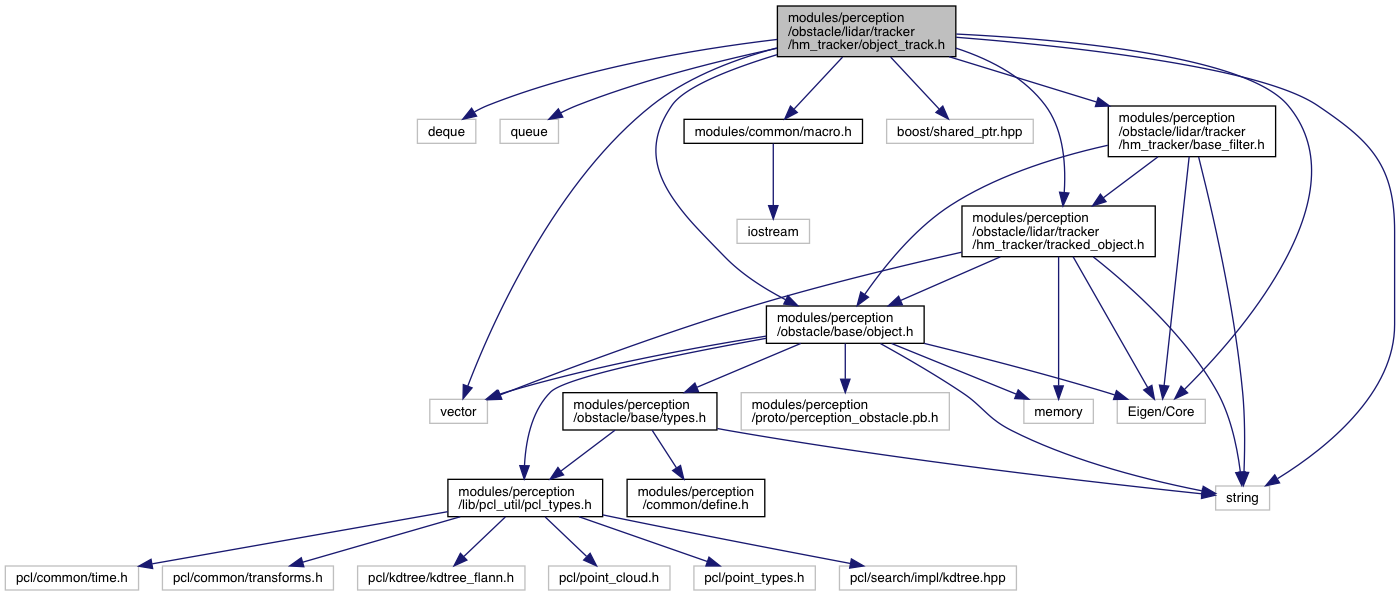 modules/perception
/obstacle/lidar/tracker
/hm_tracker/object_track.h
deque
queue
modules/common/macro.h
boost/shared_ptr.hpp
modules/perception
/obstacle/lidar/tracker
/hm_tracker/base_filter.h
iostream
modules/perception
/obstacle/lidar/tracker
/hm_tracker/tracked_object.h
modules/perception
/obstacle/base/object.h
vector
modules/perception
/obstacle/base/types.h
modules/perception
/proto/perception_obstacle.pb.h
memory
Eigen/Core
modules/perception
/lib/pcl_util/pcl_types.h
modules/perception
/common/define.h
string
pcl/common/time.h
pcl/common/transforms.h
pcl/kdtree/kdtree_flann.h
pcl/point_cloud.h
pcl/point_types.h
pcl/search/impl/kdtree.hpp